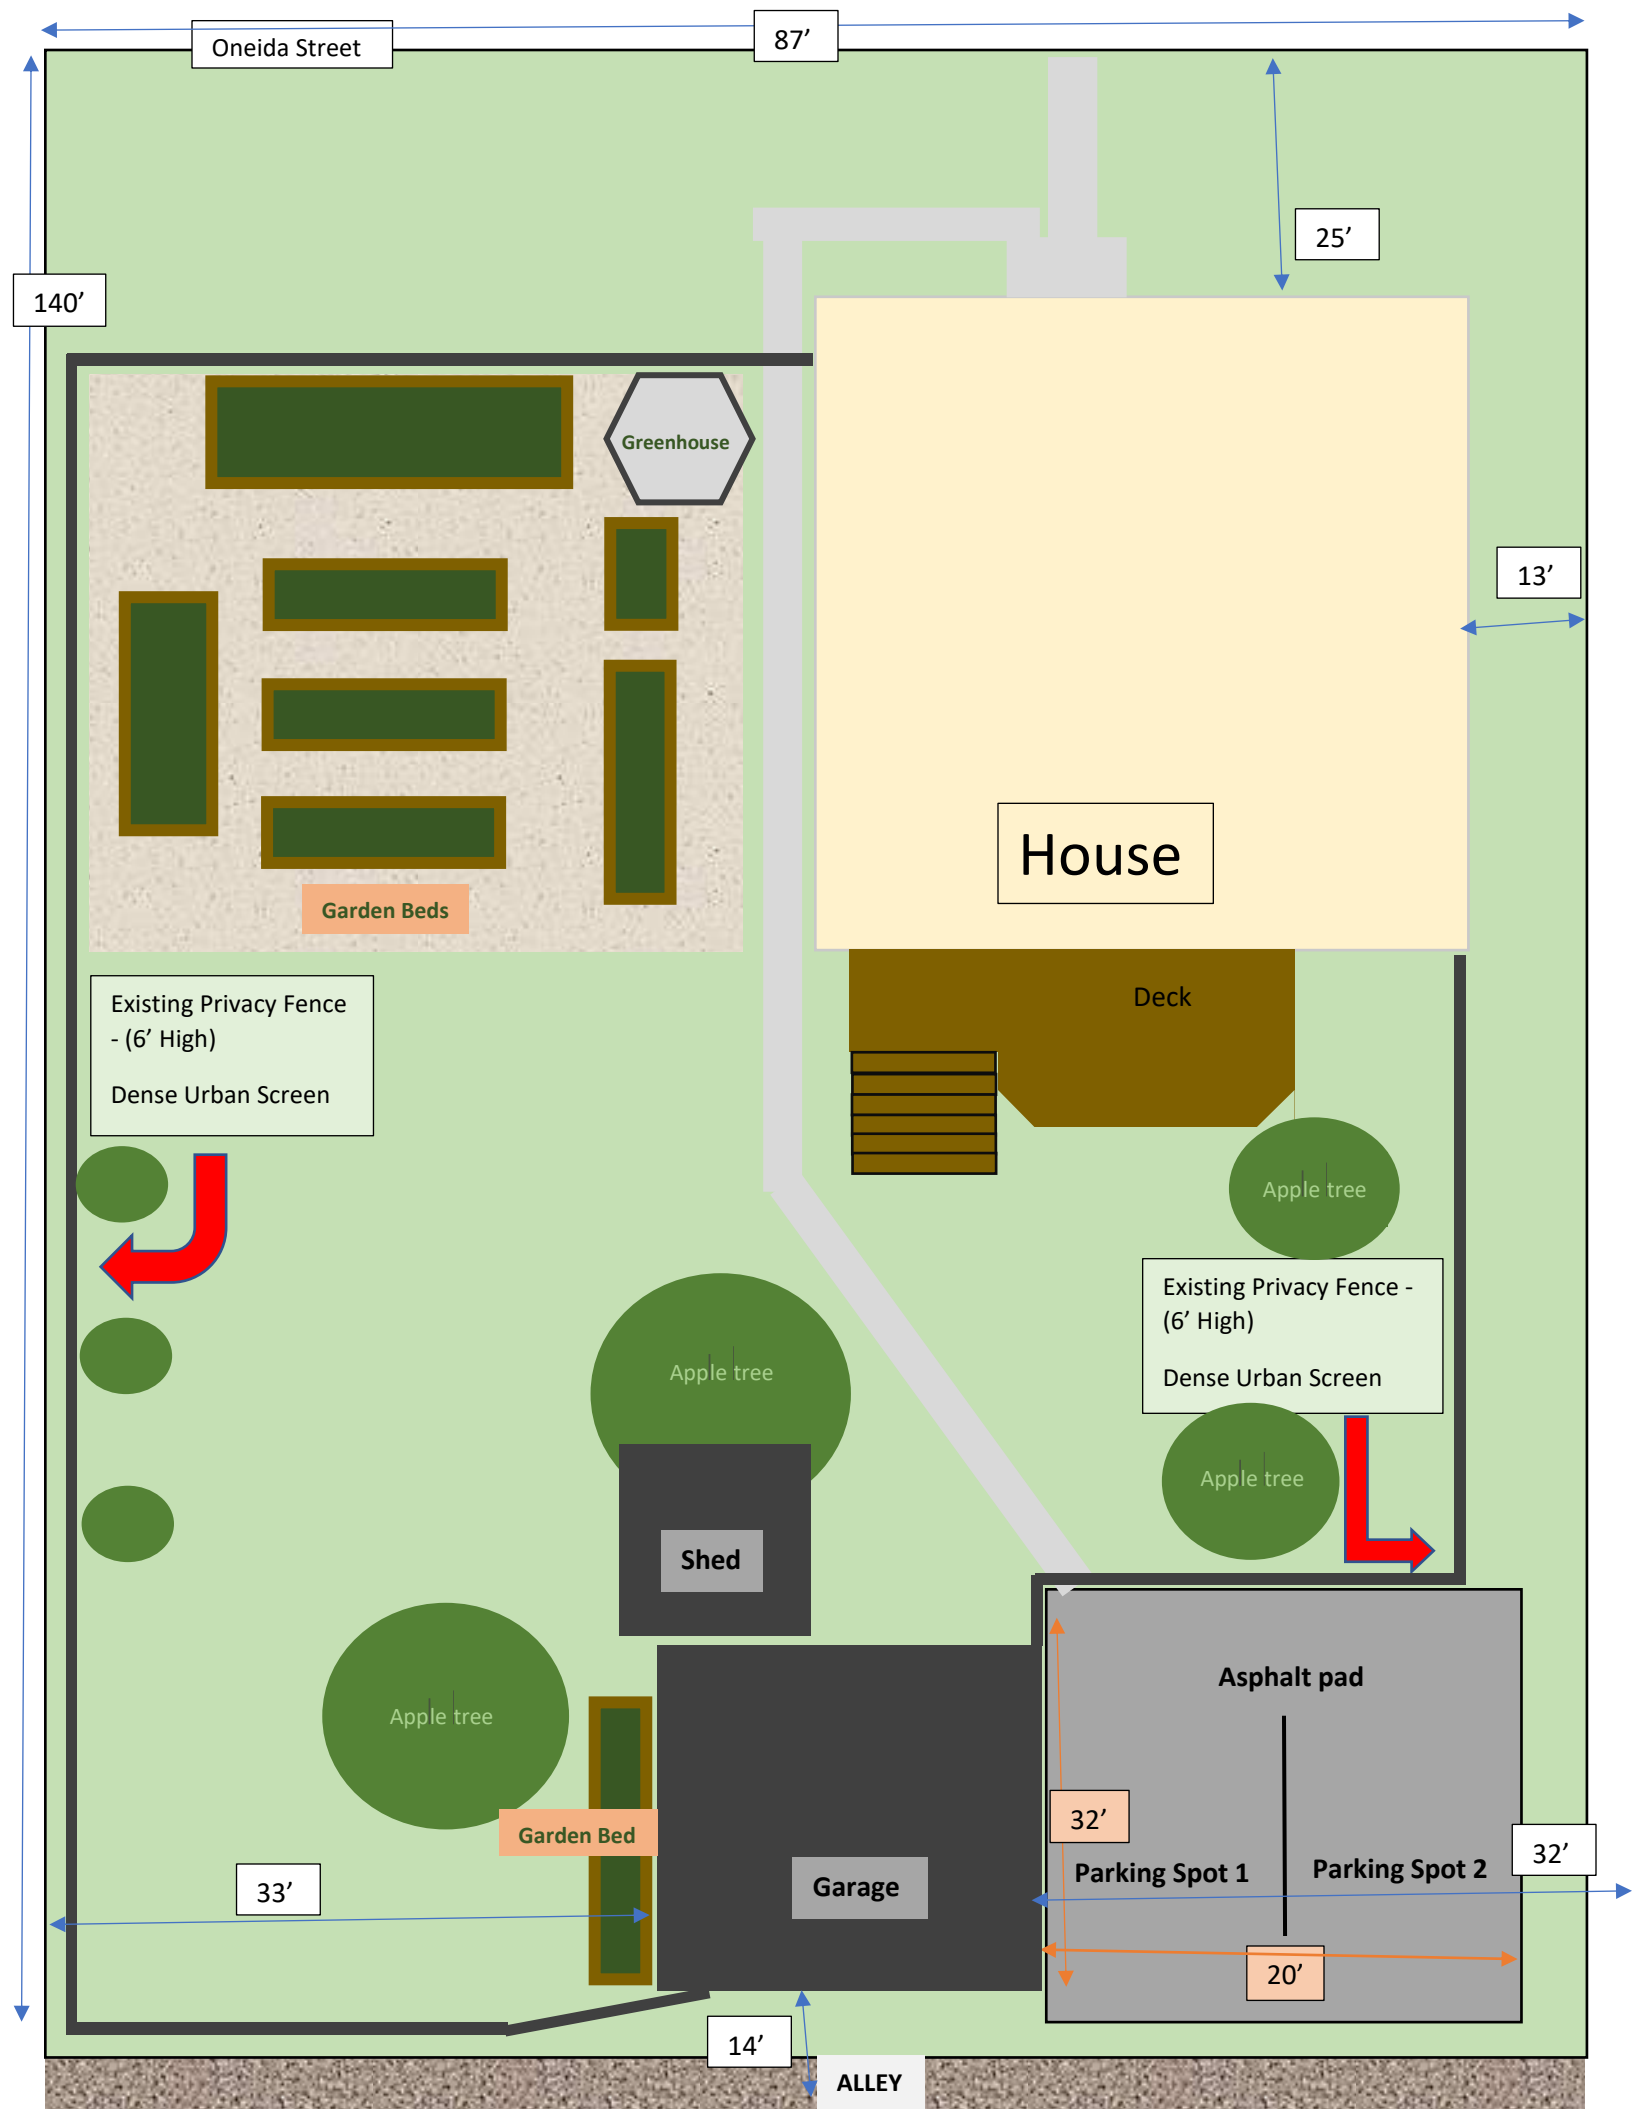 87’
Oneida Street
25’
140’
Greenhouse
13’
House
Garden Beds
Deck
Existing Privacy Fence
- (6’ High)
Dense Urban Screen
Apple tree
Existing Privacy Fence -
(6’ High)
Dense Urban Screen
Apple tree
Apple tree
Shed
Asphalt pad
Apple tree
32’
Garden Bed
32’
Parking Spot 1
Parking Spot 2
Garage
33’
20’
14’
ALLEY